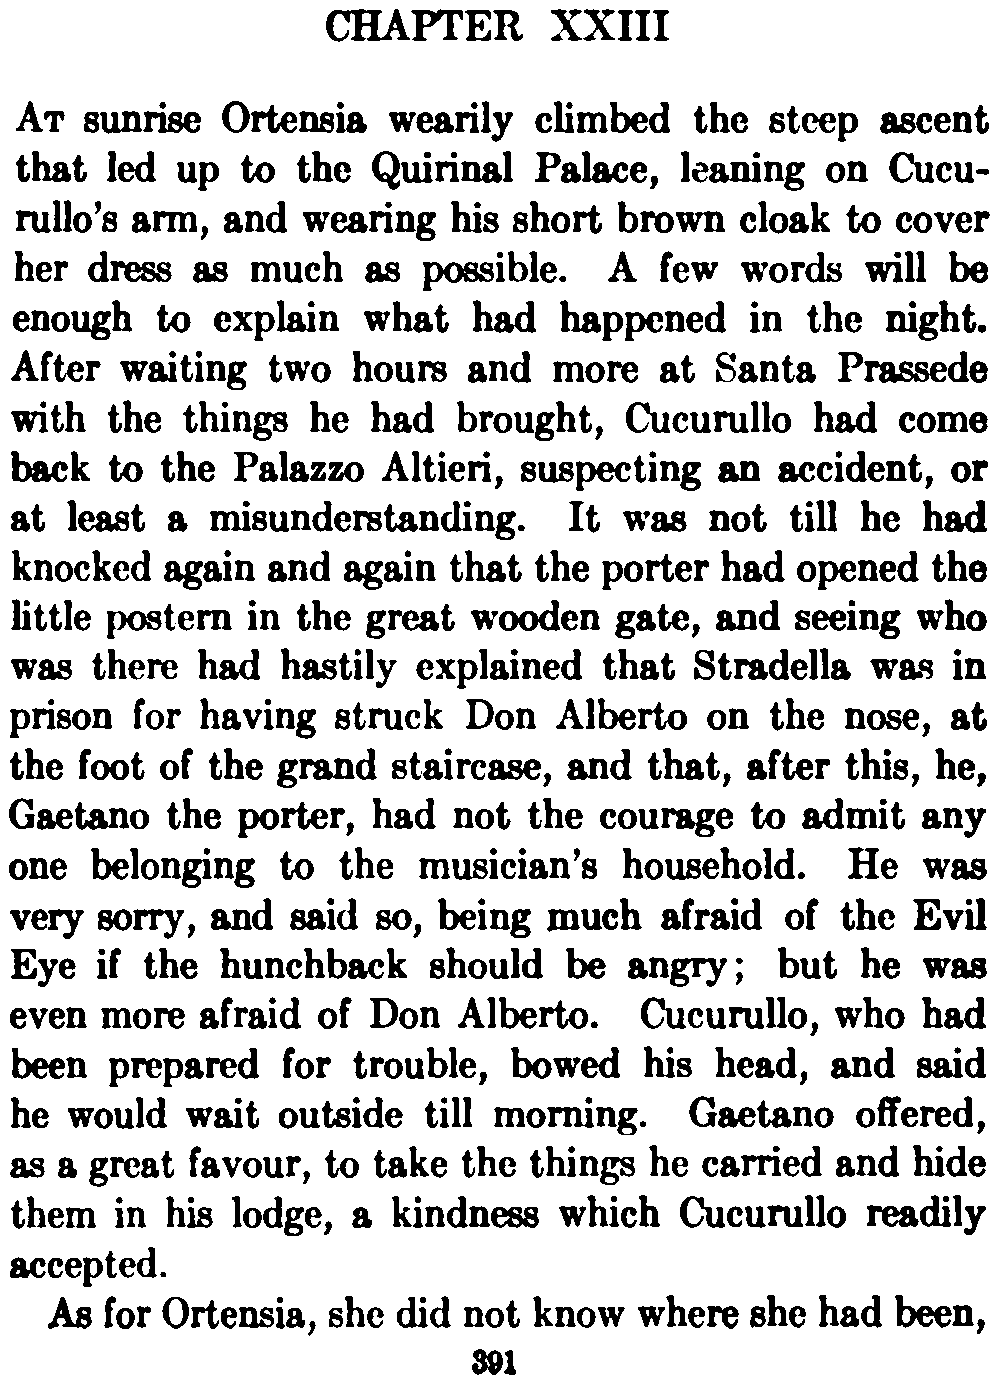 CHAPTER XXIII
AT sunrise Ortensia wearily climbed the steep ascent
that led up to the Quirinal Palace, leaning on Cucu-
rullo's arm, and wearing his short brown cloak to cover
her dress as much as possible. A few words will be
enough to explain what had happened in the night.
After waiting two hours and more at Santa Prassede
with the things he had brought, Cucurullo had come
back to the Palazzo Altieri, suspecting an accident, or
at least a misunderstanding. It was not till he had
knocked again and again that the porter had opened the
little postern in the great wooden gate, and seeing who
was there had hastily explained that Stradella was in
prison for having struck Don Alberto on the nose, at
the foot of the grand staircase, and that, after this, he,
Gaetano the porter, had not the courage to admit any
one belonging to the musician's household. He was
very sorry, and said so, being much afraid of the Evil
Eye if the hunchback should be angry; but he was
even more afraid of Don Alberto. Cucurullo, who had
been prepared for trouble, bowed his head, and said
he would wait outside till morning. Gaetano offered,
as a great favour, to take the things he carried and hide
them in his lodge, a kindness which Cucurullo readily
accepted.
As for Ortensia, she did not know where she had been,
391